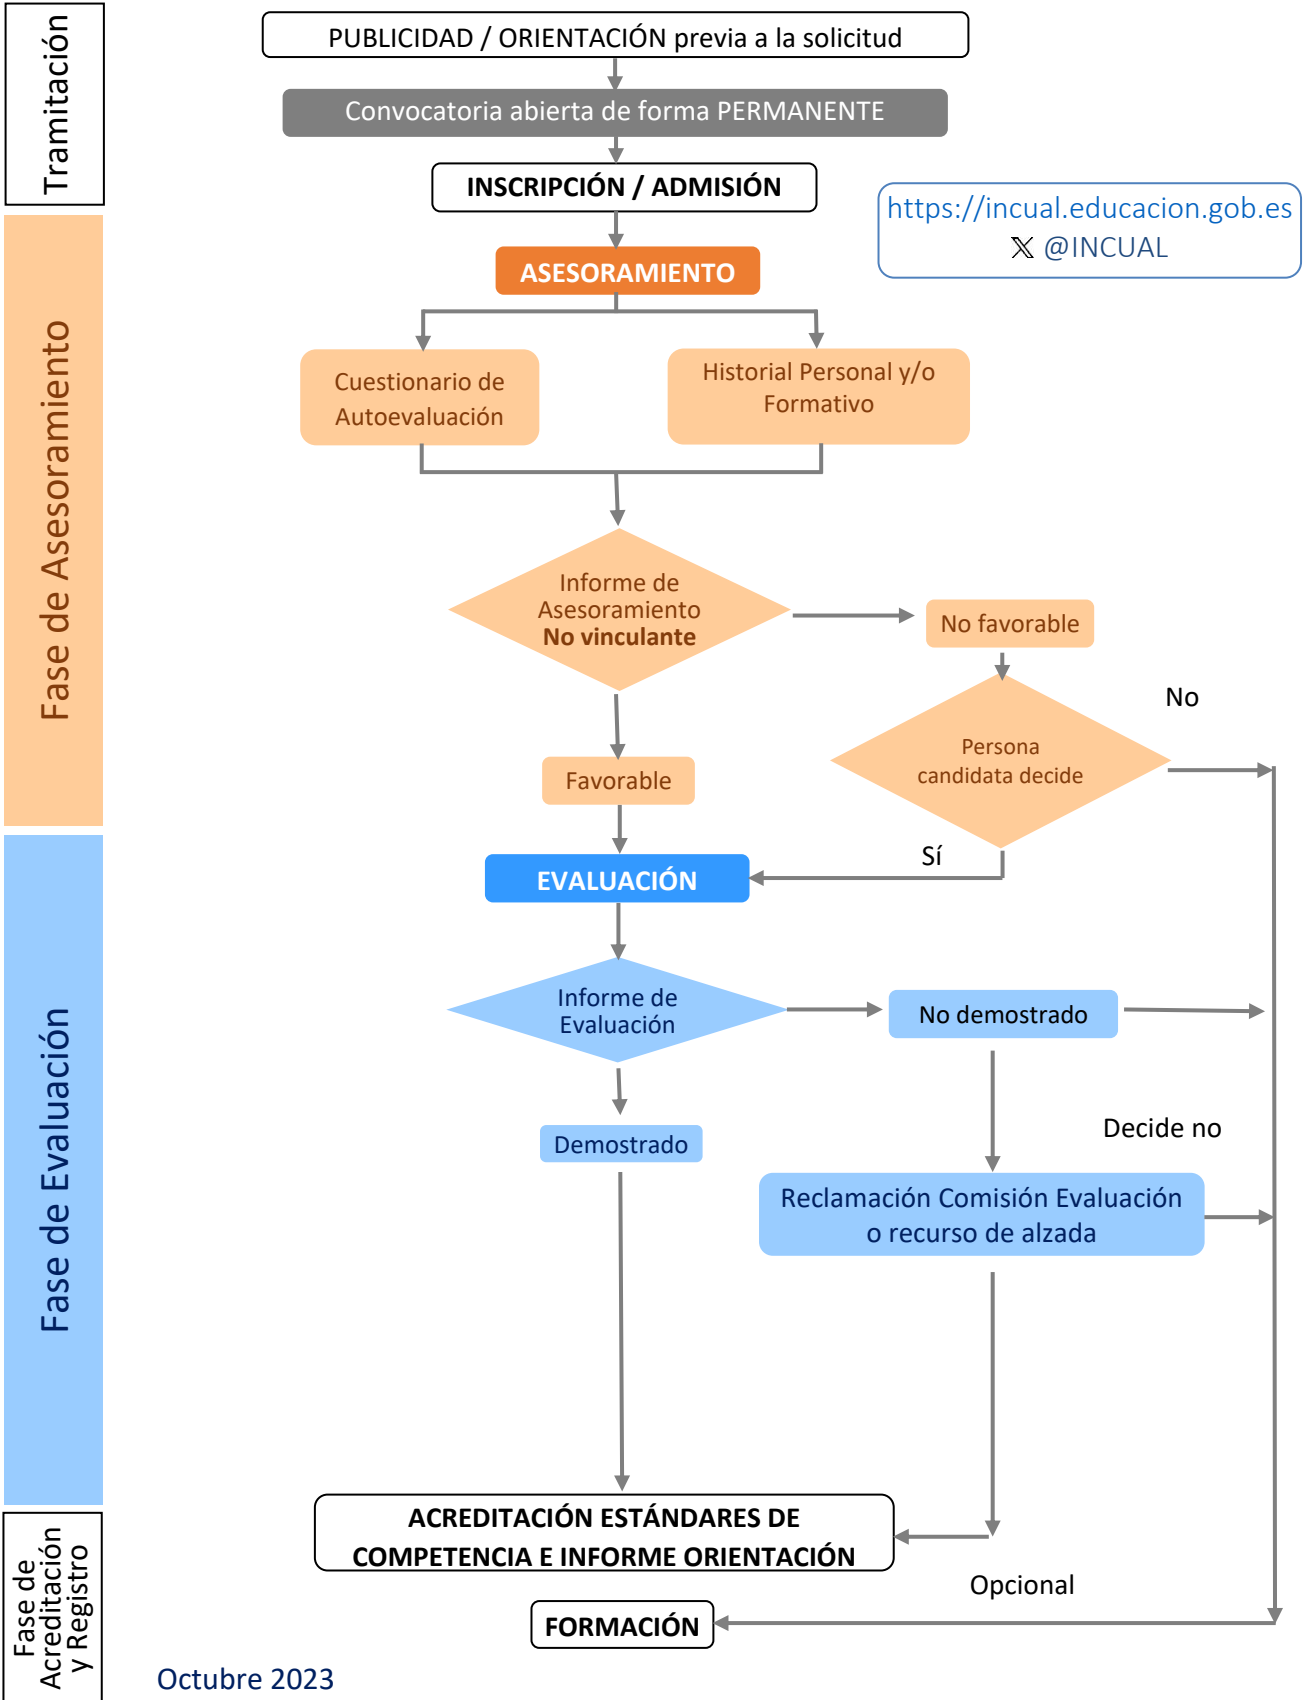 Tramitación
PUBLICIDAD / ORIENTACIÓN previa a la solicitud
Convocatoria abierta de forma PERMANENTE
INSCRIPCIÓN / ADMISIÓN
https://incual.educacion.gob.es
𝕏 @INCUAL
Fase de Asesoramiento
ASESORAMIENTO
Cuestionario de
Autoevaluación
Historial Personal y/o
Formativo
Informe de
Asesoramiento
No vinculante
No favorable
No
Persona
candidata decide
Favorable
Sí
Fase de Evaluación
EVALUACIÓN
Informe de
Evaluación
No demostrado
Demostrado
Decide no
Reclamación Comisión Evaluación
o recurso de alzada
Fase de
Acreditación
y Registro
ACREDITACIÓN ESTÁNDARES DE
COMPETENCIA E INFORME ORIENTACIÓN
Opcional
FORMACIÓN
Octubre 2023